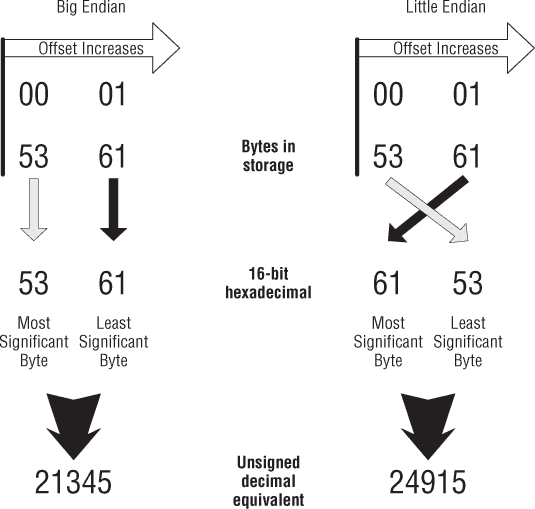 Big Endian
Little Endian
Offset Increases
Offset Increases
00 01
00 01
53 61
Bytes in
storage
53 61
53 61
16-bit
hexadecimal
61 53
Most
Significant
Byte
Least
Significant
Byte
Most
Significant
Byte
Least
Significant
Byte
21345
Unsigned
decimal
equivalent
24915